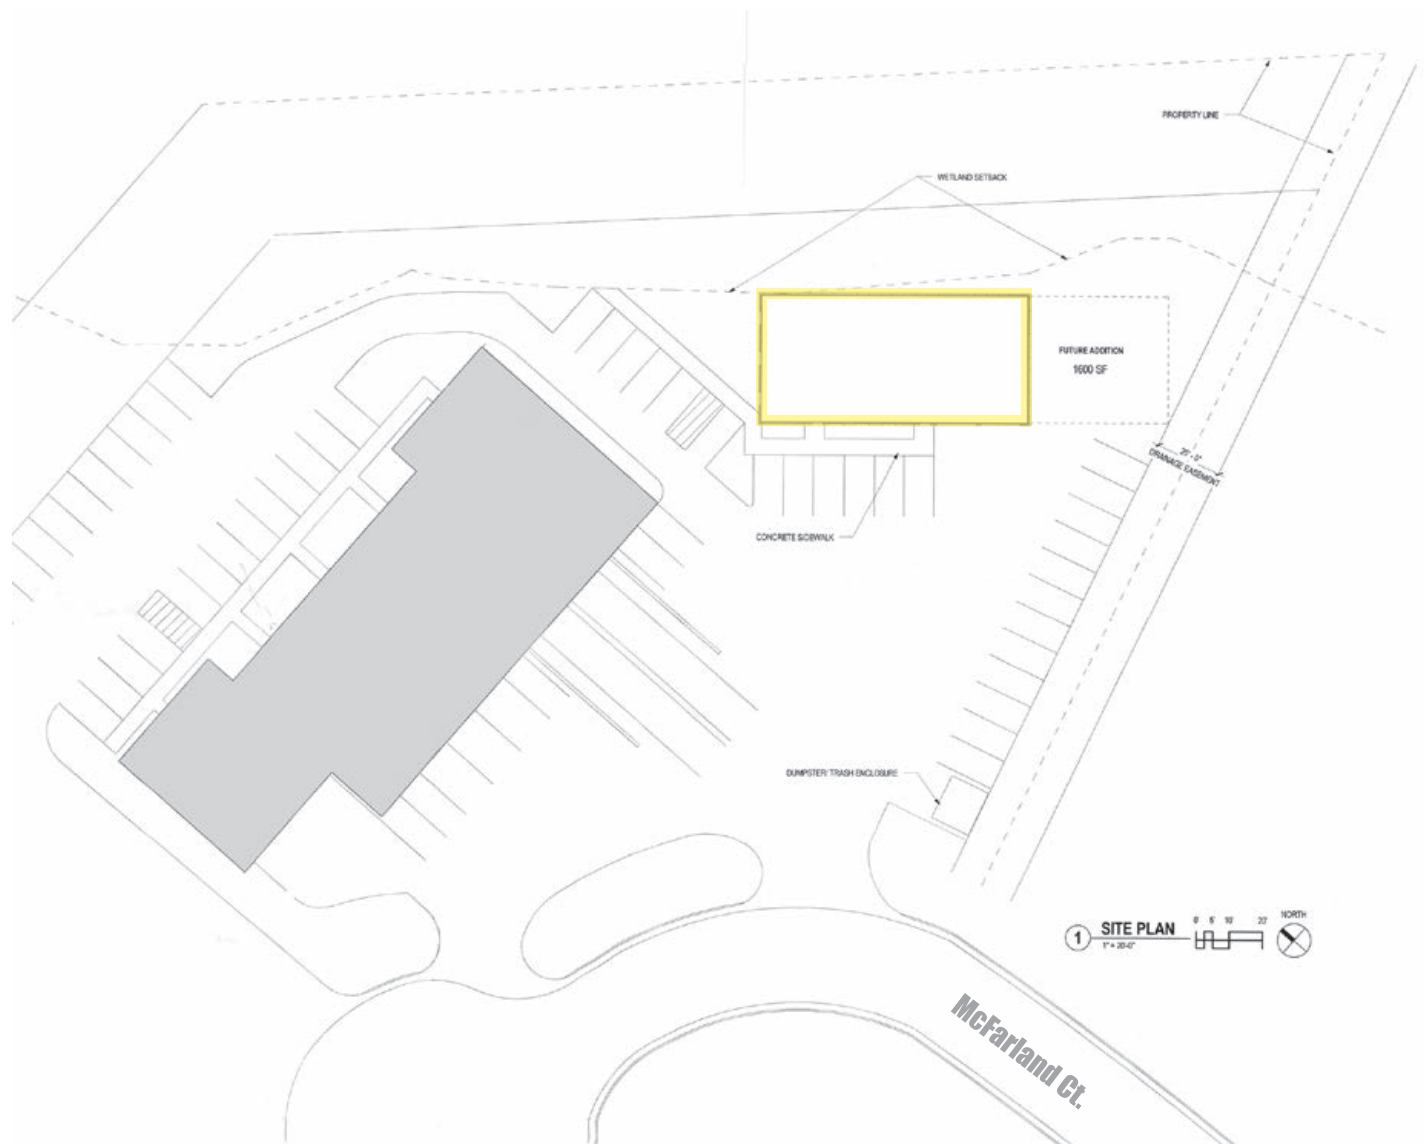 PROPERTY LINE
WETLAND SETBACK
FUTURE ADDITION
1600 SF
25' - 0"
DRAINAGE EASEMENT
CONCRETE SIDEWALK
DUMPSTER/ TRASH ENCLOSURE
1
SITE PLAN
1" = 20'-0"
0' 5' 10' 20'
NORTH
McFarland Ct.